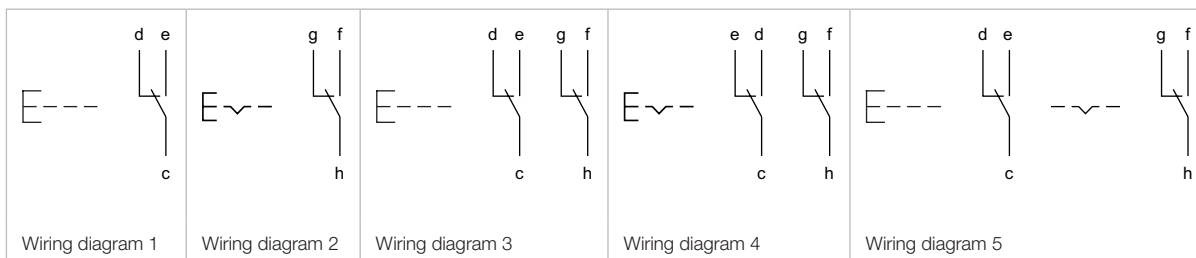 d e
c
Wiring diagram 1
g f
h
Wiring diagram 2
d e g f
c h
Wiring diagram 3
e d g f
c h
Wiring diagram 4
d e g f
c h
Wiring diagram 5